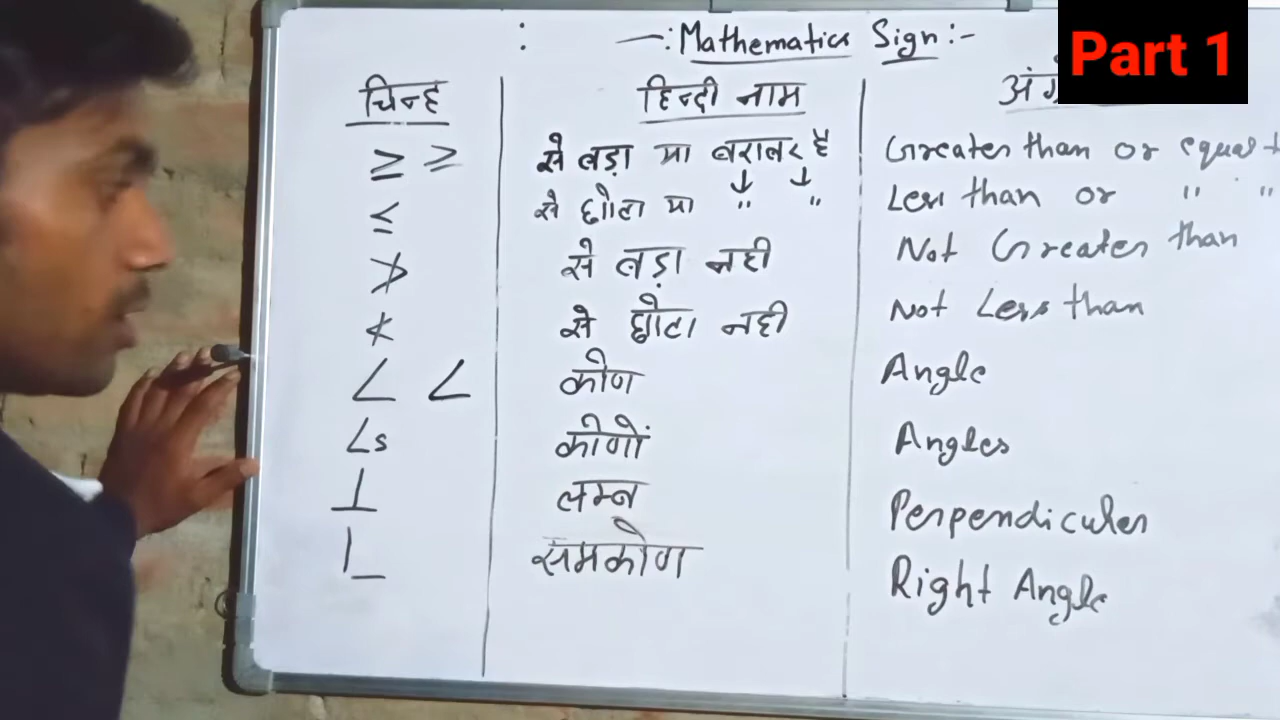 —: Mathematics Sign :-
Part 1
चिन्ह हिन्दी नाम
≥ ≥ से बड़ा या बराबर है Greater than or equal
≤ से छोटा या " " Less than or " "
≯ से बड़ा नही Not Greater than
≮ से छोटा नही Not Less than
∠ ∠ कोण Angle
∠s कोणों Angles
⊥ लम्ब Perpendiculer
∟ समकोण Right Angle